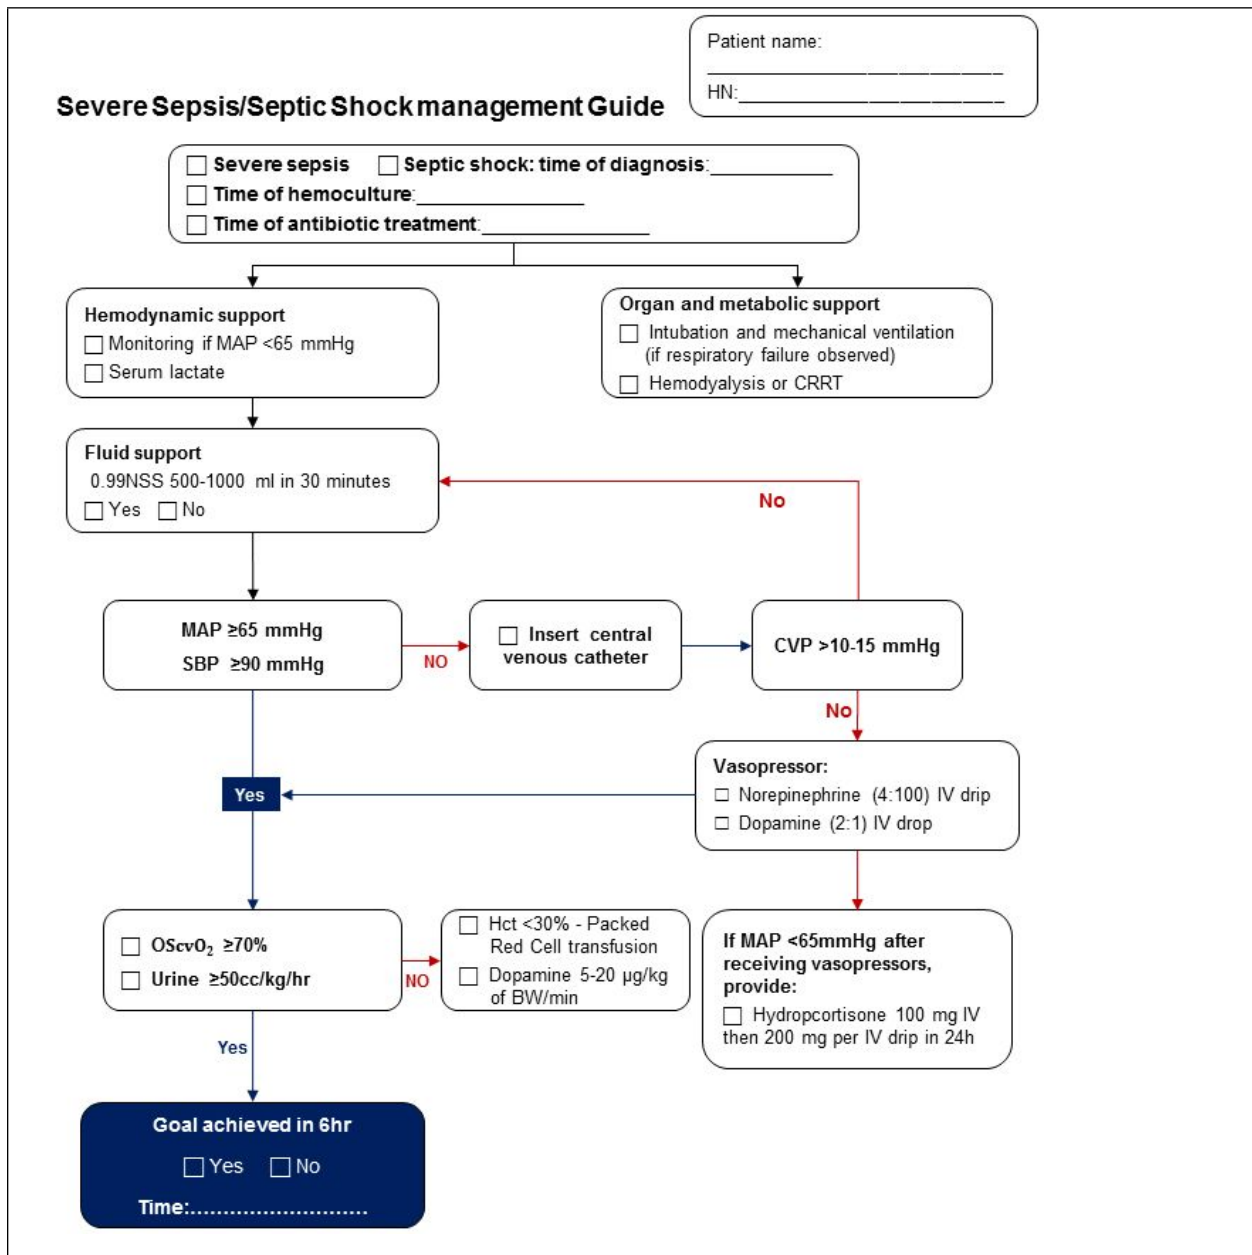 Patient name:
____________________________
HN:_________________________
Severe Sepsis/Septic Shock management Guide
☐ Severe sepsis ☐ Septic shock: time of diagnosis:____________
☐ Time of hemoculture:________________
☐ Time of antibiotic treatment:________________
Hemodynamic support
☐ Monitoring if MAP <65 mmHg
☐ Serum lactate
Organ and metabolic support
☐ Intubation and mechanical ventilation
(if respiratory failure observed)
☐ Hemodyalysis or CRRT
Fluid support
0.99NSS 500-1000 ml in 30 minutes
☐ Yes ☐ No
No
MAP ≥65 mmHg
SBP ≥90 mmHg
NO
☐ Insert central
venous catheter
CVP >10-15 mmHg
No
Vasopressor:
☐ Norepinephrine (4:100) IV drip
☐ Dopamine (2:1) IV drop
Yes
☐ OScvO₂ ≥70%
☐ Urine ≥50cc/kg/hr
NO
☐ Hct <30% - Packed
Red Cell transfusion
☐ Dopamine 5-20 µg/kg
of BW/min
If MAP <65mmHg after
receiving vasopressors,
provide:
☐ Hydropcortisone 100 mg IV
then 200 mg per IV drip in 24h
Yes
Goal achieved in 6hr
☐ Yes ☐ No
Time:...........................